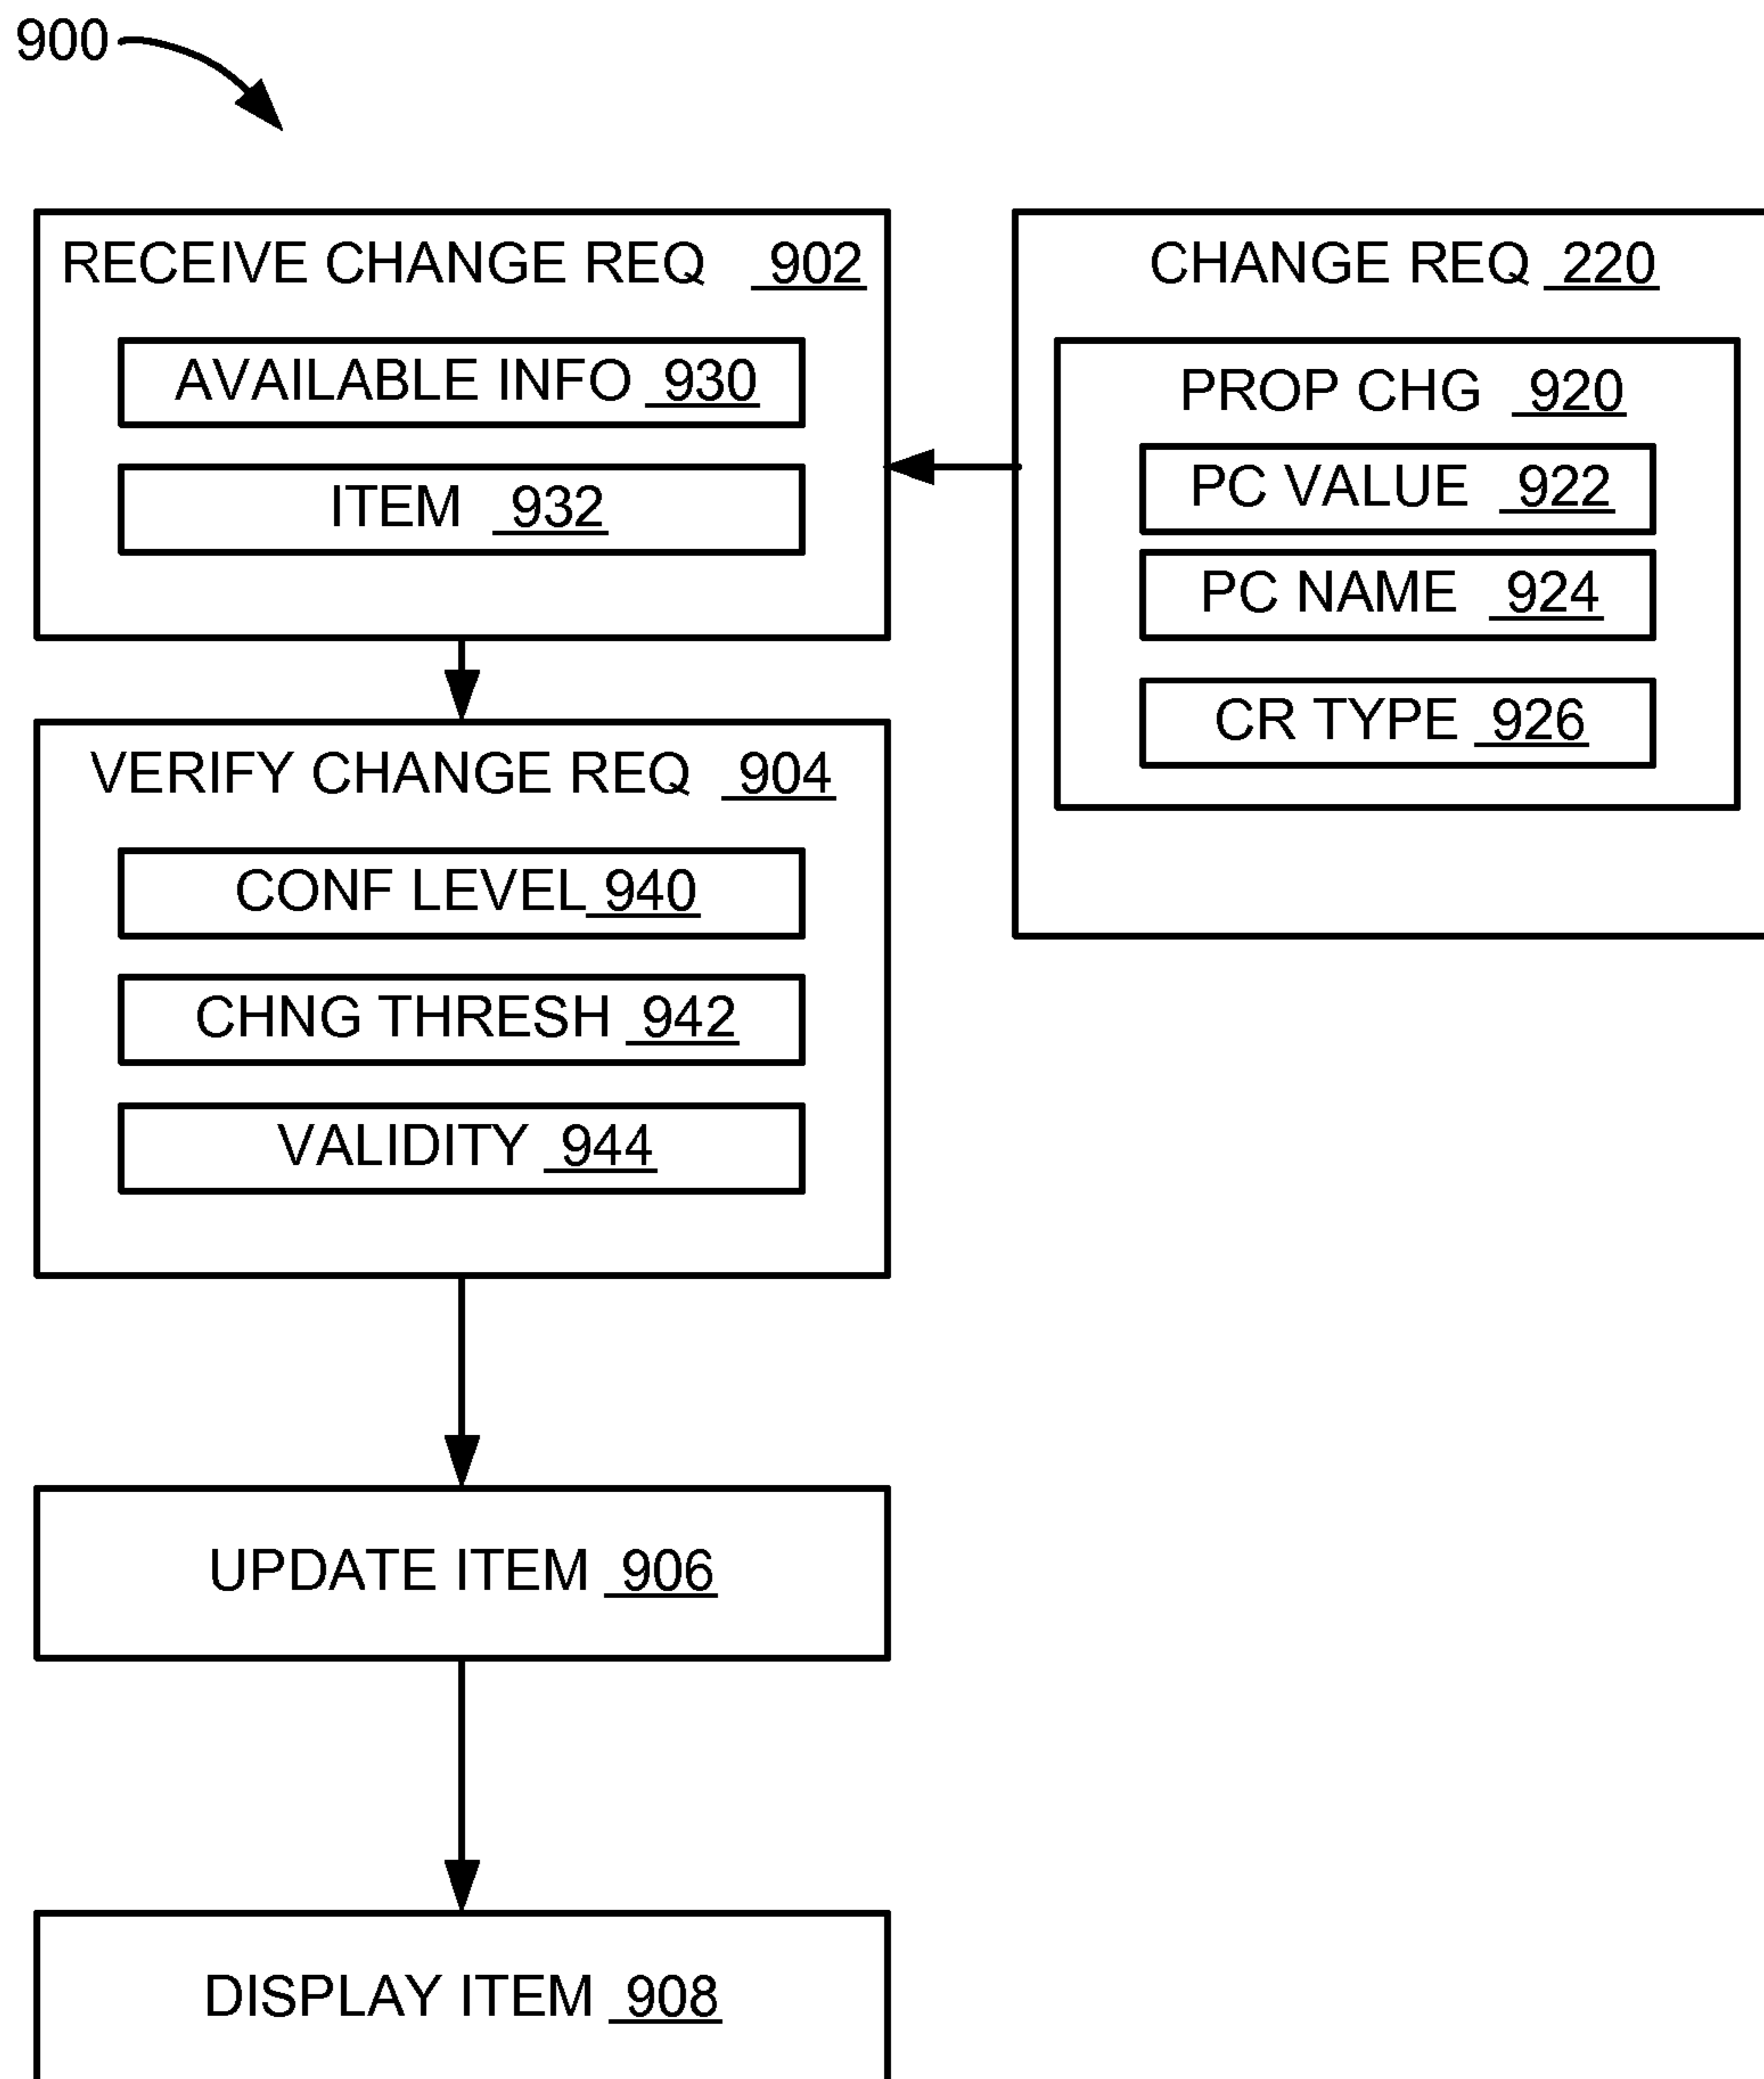 900
RECEIVE CHANGE REQ 902
AVAILABLE INFO 930
ITEM 932
CHANGE REQ 220
PROP CHG 920
PC VALUE 922
PC NAME 924
CR TYPE 926
VERIFY CHANGE REQ 904
CONF LEVEL 940
CHNG THRESH 942
VALIDITY 944
UPDATE ITEM 906
DISPLAY ITEM 908